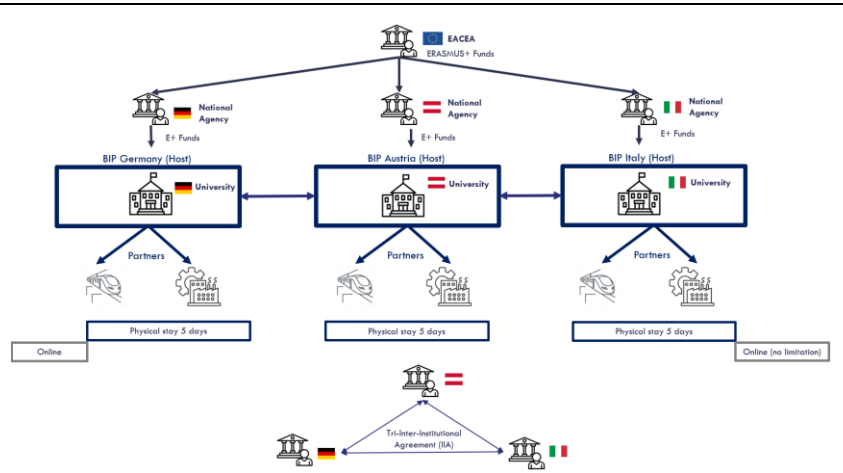 EACEA
ERASMUS+ Funds
National
Agency
National
Agency
National
Agency
E+ Funds
E+ Funds
E+ Funds
BIP Germany (Host)
BIP Austria (Host)
BIP Italy (Host)
University
University
University
Partners
Partners
Partners
Physical stay 5 days
Physical stay 5 days
Physical stay 5 days
Online
Online (no limitation)
Tri-Inter-Institutional
Agreement (IIA)